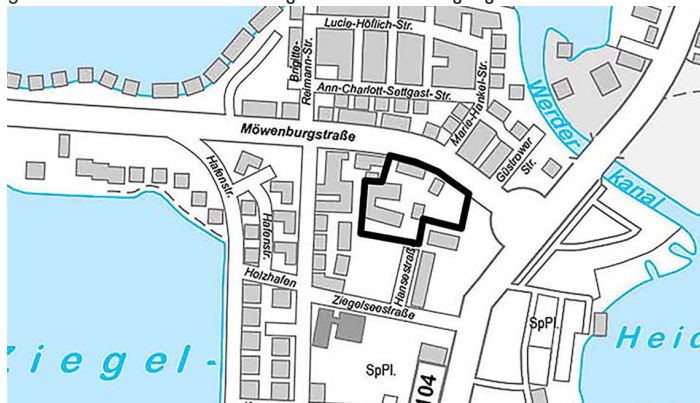 Lucie-Höflich-Str.
Brigitte-
Reimann-Str.
Ann-Charlott-Settgast-Str.
Marie-Hankel-Str.
Werder
kanal
Möwenburgstraße
Güstrower
Str.
Hafenstr.
Hafenstr.
Holzhafen
Hansestraß
Ziegelseestraße
SpPl.
SpPl.
Heid
Ziegel-
104